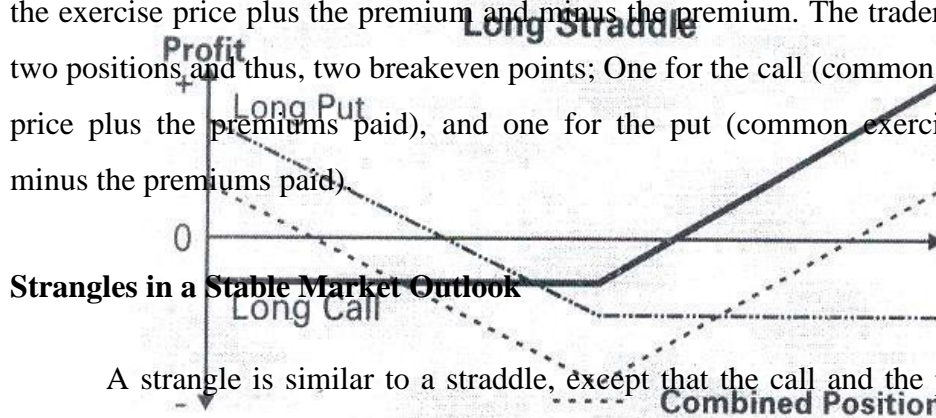 the exercise price plus the premium and minus the premium. The trader
Long Straddle
Profit
two positions and thus, two breakeven points; One for the call (common
+
Long Put
price plus the premiums paid), and one for the put (common exerci
minus the premiums paid).
0
Strangles in a Stable Market Outlook
Long Call
A strangle is similar to a straddle, except that the call and the
-
Combined Position